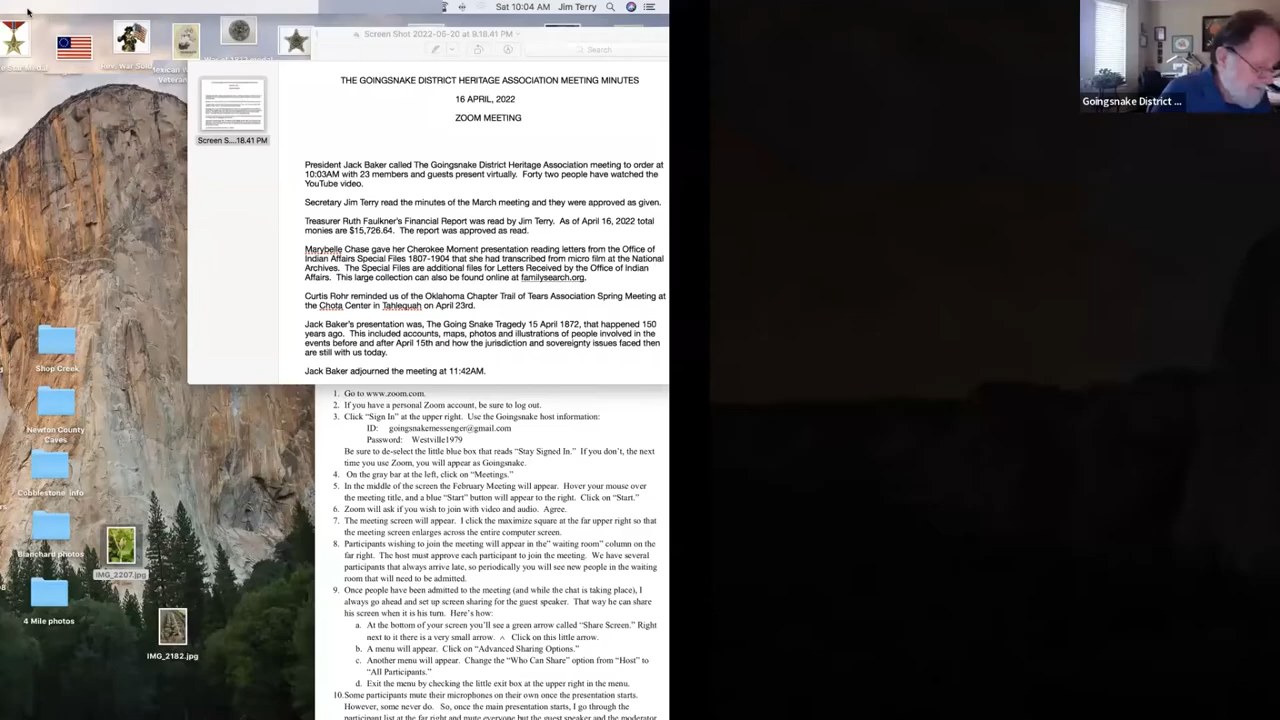 Sat 10:04 AM Jim Terry
Screen Shot 2022-05-20 at 9.18.41 PM
Search
Rev. War Sold
Mexican W
Veteran
Screen S....18.41 PM
THE GOINGSNAKE DISTRICT HERITAGE ASSOCIATION MEETING MINUTES
16 APRIL, 2022
ZOOM MEETING
President Jack Baker called The Goingsnake District Heritage Association meeting to order at
10:03AM with 23 members and guests present virtually. Forty two people have watched the
YouTube video.
Secretary Jim Terry read the minutes of the March meeting and they were approved as given.
Treasurer Ruth Faulkner's Financial Report was read by Jim Terry. As of April 16, 2022 total
monies are $15,726.64. The report was approved as read.
Marybelle Chase gave her Cherokee Moment presentation reading letters from the Office of
Indian Affairs Special Files 1807-1904 that she had transcribed from micro film at the National
Archives. The Special Files are additional files for Letters Received by the Office of Indian
Affairs. This large collection can also be found online at familysearch.org.
Curtis Rohr reminded us of the Oklahoma Chapter Trail of Tears Association Spring Meeting at
the Chota Center in Tahlequah on April 23rd.
Jack Baker's presentation was, The Going Snake Tragedy 15 April 1872, that happened 150
years ago. This included accounts, maps, photos and illustrations of people involved in the
events before and after April 15th and how the jurisdiction and sovereignty issues faced then
are still with us today.
Jack Baker adjourned the meeting at 11:42AM.
1. Go to www.zoom.com.
2. If you have a personal Zoom account, be sure to log out.
3. Click “Sign In” at the upper right. Use the Goingsnake host information:
ID: goingsnakemessenger@gmail.com
Password: Westville1979
Be sure to de-select the little blue box that reads “Stay Signed In.” If you don't, the next
time you use Zoom, you will appear as Goingsnake.
4. On the gray bar at the left, click on “Meetings.”
5. In the middle of the screen the February Meeting will appear. Hover your mouse over
the meeting title, and a blue “Start” button will appear to the right. Click on “Start.”
6. Zoom will ask if you wish to join with video and audio. Agree.
7. The meeting screen will appear. I click the maximize square at the far upper right so that
the meeting screen enlarges across the entire computer screen.
8. Participants wishing to join the meeting will appear in the” waiting room” column on the
far right. The host must approve each participant to join the meeting. We have several
participants that always arrive late, so periodically you will see new people in the waiting
room that will need to be admitted.
9. Once people have been admitted to the meeting (and while the chat is taking place), I
always go ahead and set up screen sharing for the guest speaker. That way he can share
his screen when it is his turn. Here's how:
a. At the bottom of your screen you'll see a green arrow called “Share Screen.” Right
next to it there is a very small arrow. ^ Click on this little arrow.
b. A menu will appear. Click on “Advanced Sharing Options.”
c. Another menu will appear. Change the “Who Can Share” option from “Host” to
“All Participants.”
d. Exit the menu by checking the little exit box at the upper right in the menu.
10. Some participants mute their microphones on their own once the presentation starts.
However, some never do. So, once the main presentation starts, I go through the
participant list at the far right and mute everyone but the guest speaker and the moderator
Shop Creek
Newton County
Caves
Cobblestone info
Blanchard photos
IMG_2207.jpg
4 Mile photos
IMG_2182.jpg
Goingsnake District ...